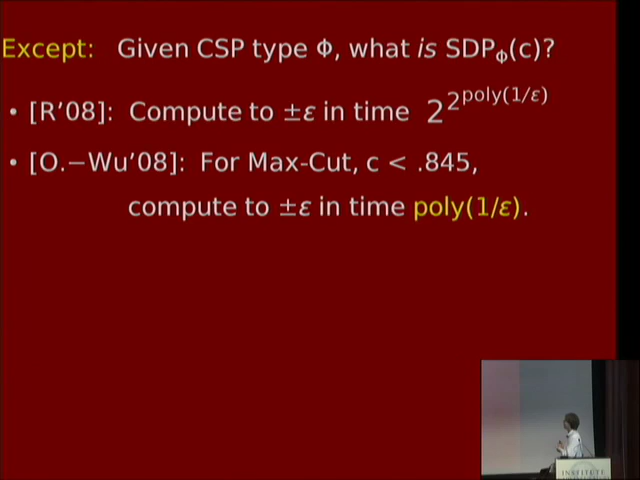 Except: Given CSP type Φ, what is SDPΦ(c)?
• [R'08]: Compute to ±ε in time 2^2^poly(1/ε)
• [O.–Wu'08]: For Max-Cut, c < .845,
compute to ±ε in time poly(1/ε).
INSTITUTE